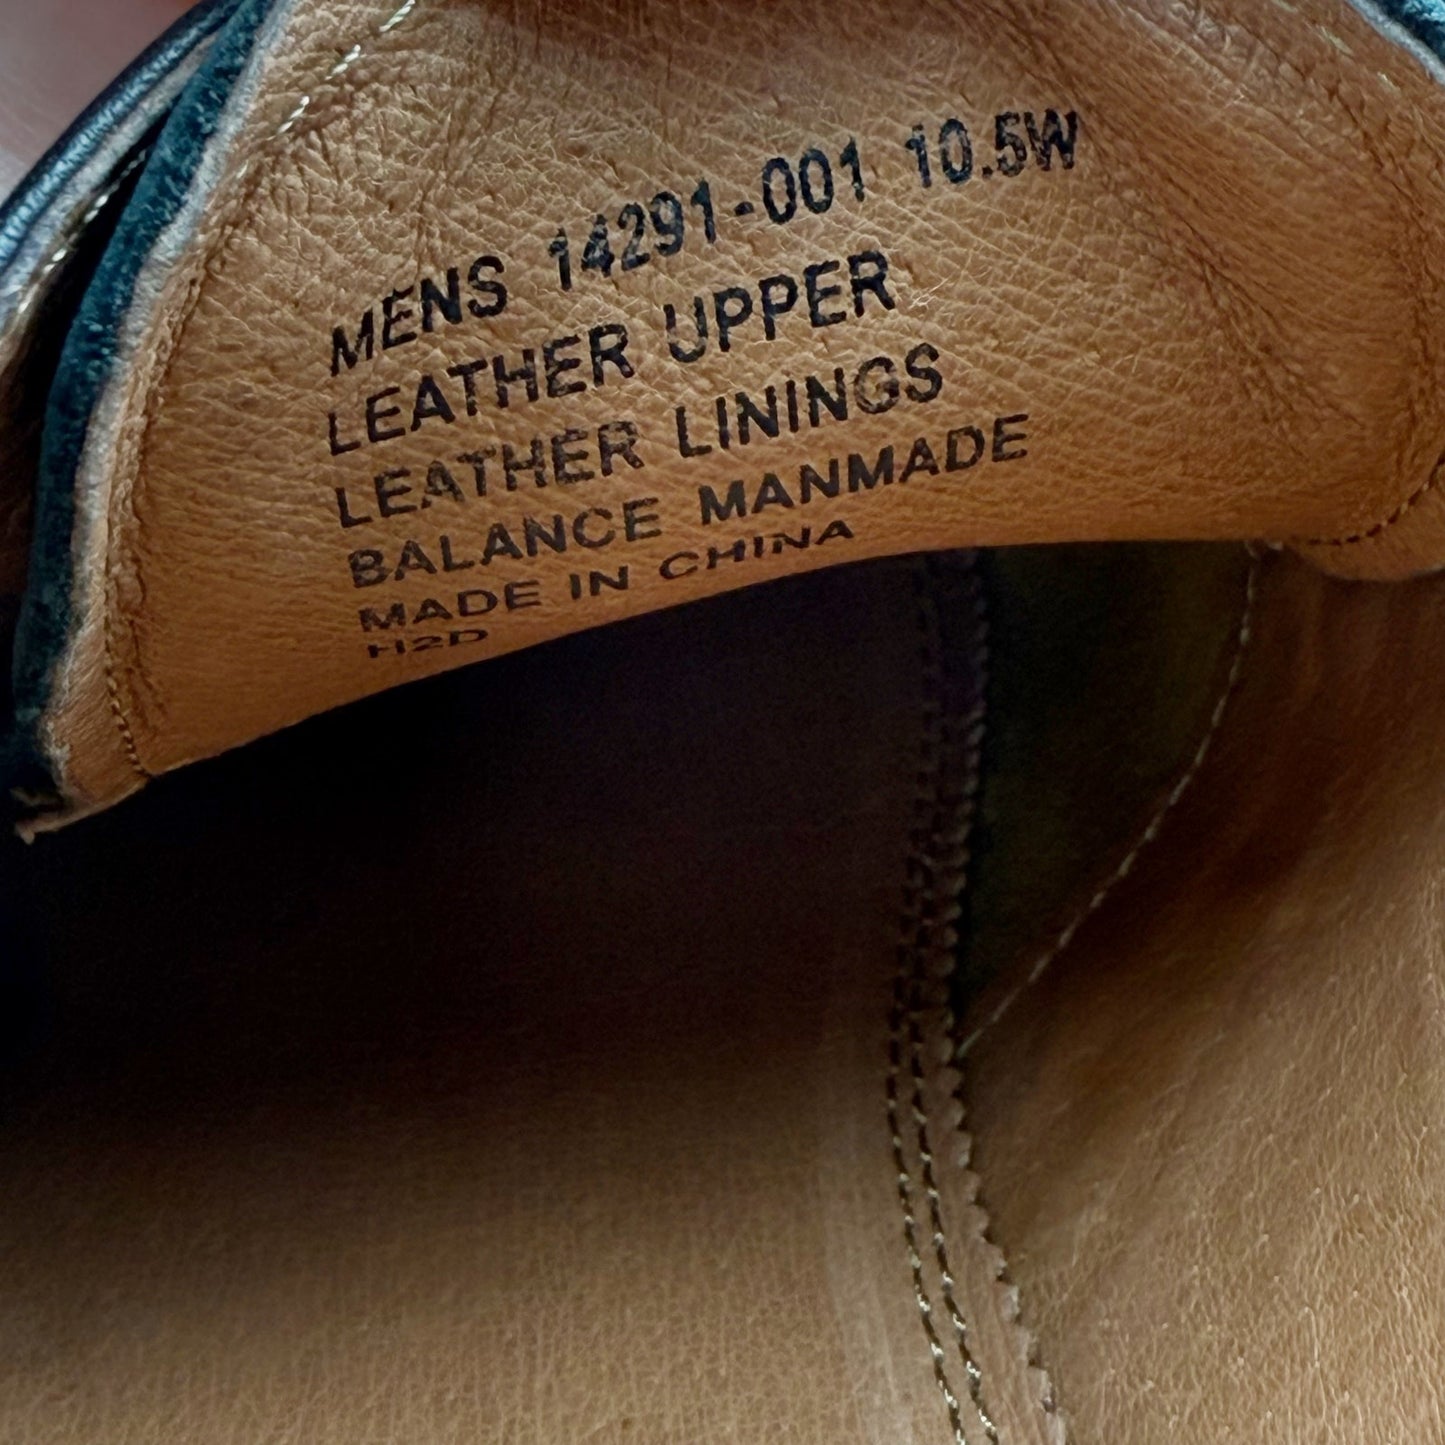 MENS 14291-001 10.5W
LEATHER UPPER
LEATHER LININGS
BALANCE MANMADE
MADE IN CHINA
H2D